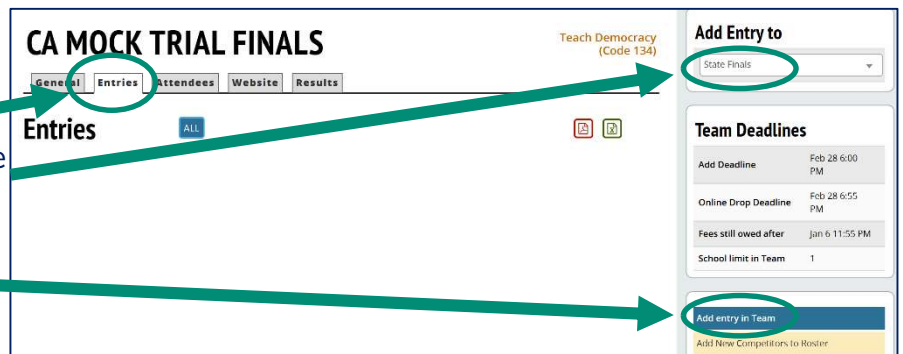 CA MOCK TRIAL FINALS
Teach Democracy
(Code 134)
General Entries Attendees Website Results
Entries
ALL
e
Add Entry to
State Finals
Team Deadlines
Add Deadline Feb 28 6:00 PM
Online Drop Deadline Feb 28 6:55 PM
Fees still owed after Jan 6 11:55 PM
School limit in Team 1
Add entry in Team
Add New Competitors to Roster